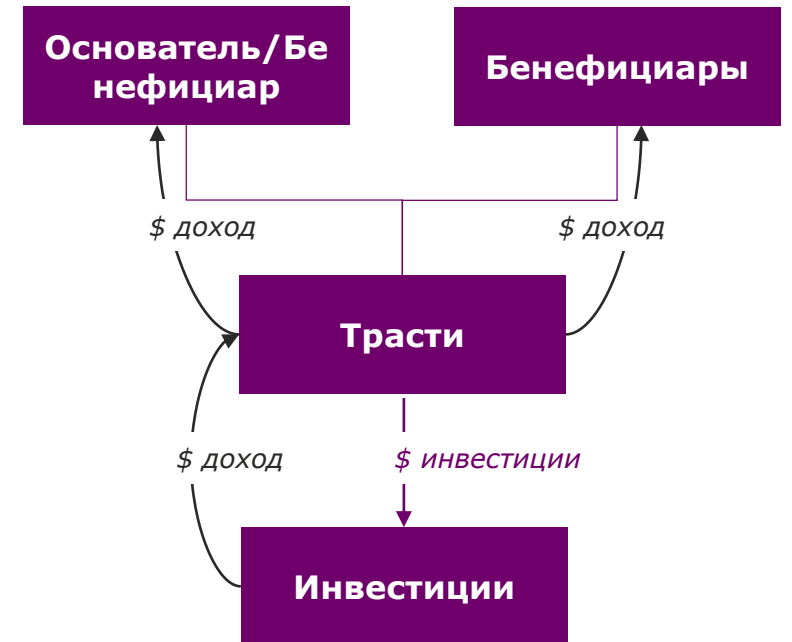 Основатель/Бе
нефициар
Бенефициары
$ доход
$ доход
Трасти
$ доход
$ инвестиции
Инвестиции